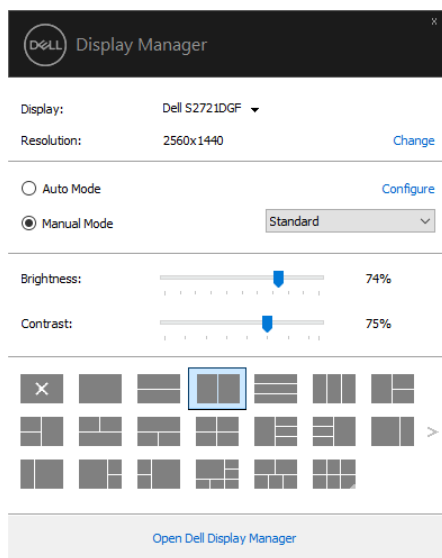 x
DELL Display Manager
Display: Dell S2721DGF
Resolution: 2560x1440 Change
Auto Mode Configure
Manual Mode Standard
Brightness: 74%
Contrast: 75%
Open Dell Display Manager